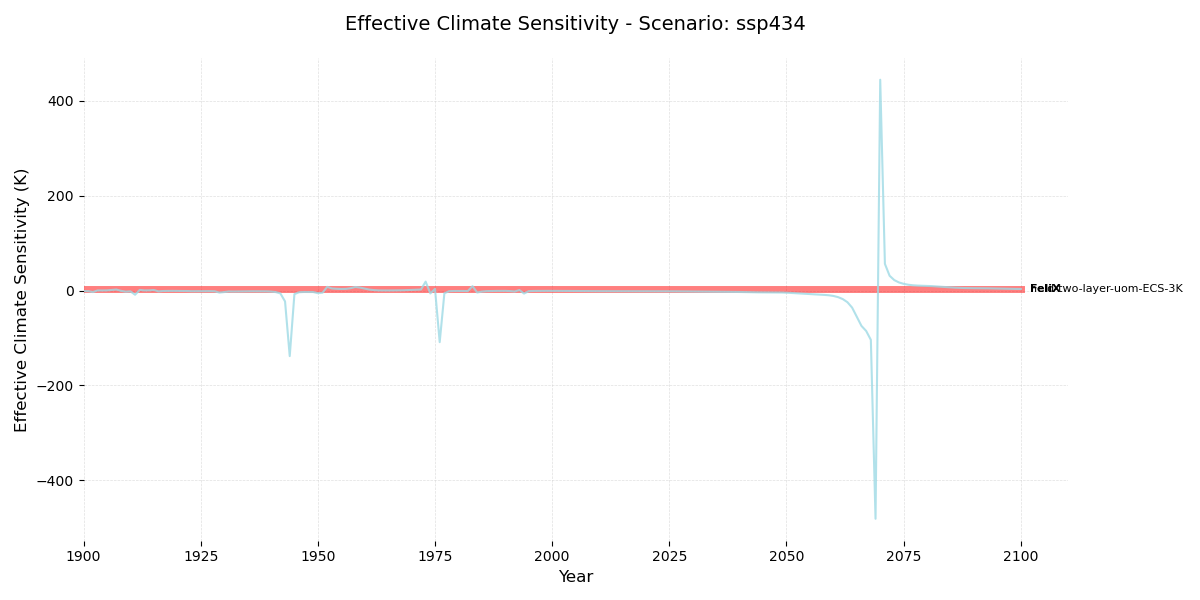 Effective Climate Sensitivity - Scenario: ssp434
Effective Climate Sensitivity (K)
400
200
0
−200
−400
FeliX
two-layer-uom-ECS-3K
1900
1925
1950
1975
2000
2025
2050
2075
2100
Year